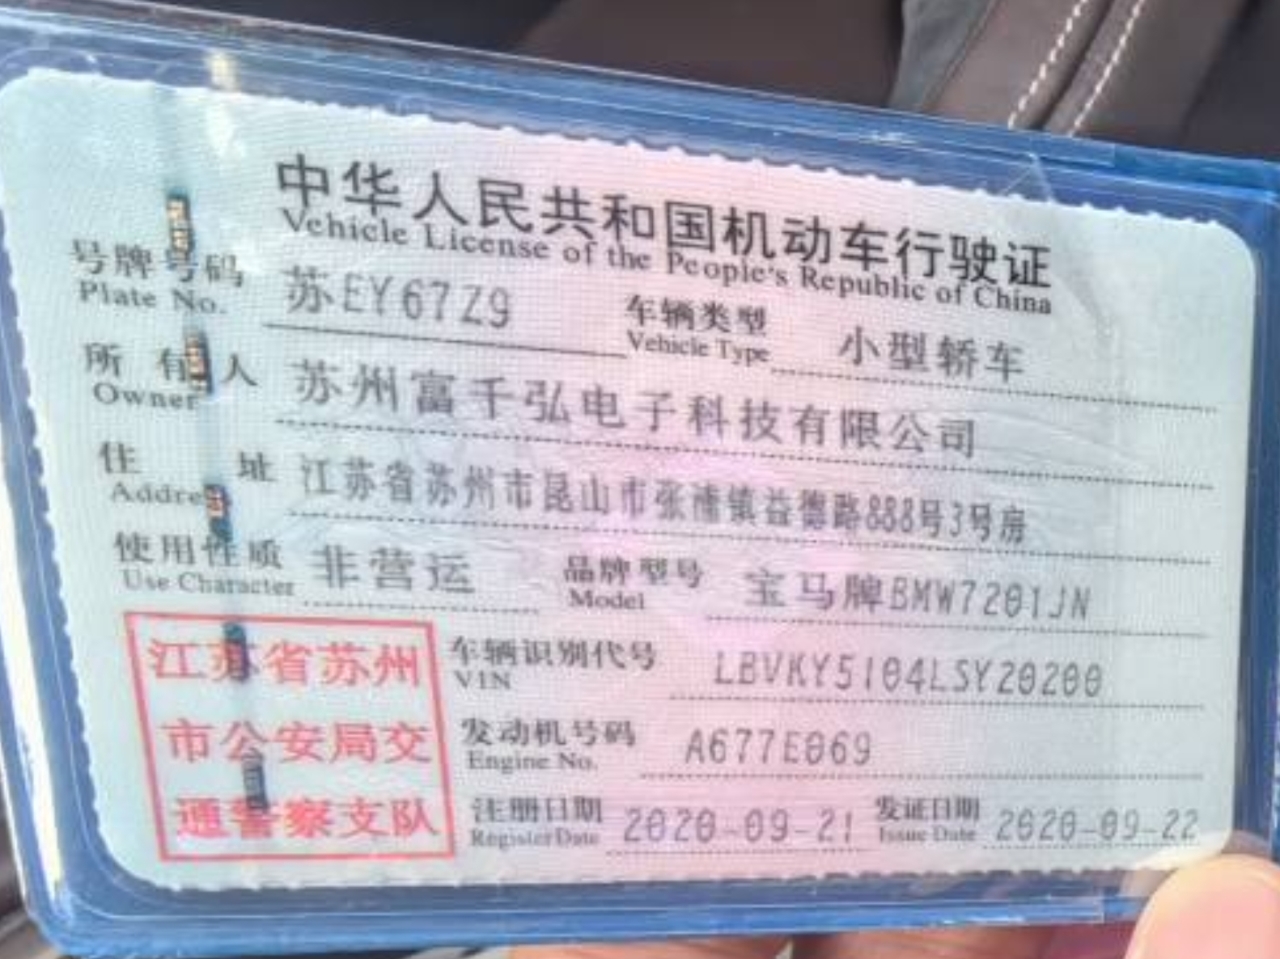 中华人民共和国机动车行驶证
Vehicle License of the People's Republic of China
号牌号码 苏EY67Z9 车辆类型 小型轿车
Plate No. Vehicle Type
所有人 苏州富千弘电子科技有限公司
Owner
住址 江苏省苏州市昆山市张浦镇益德路888号3号房
Address
使用性质 非营运 品牌型号 宝马牌BMW7201JN
Use Character Model
江苏省苏州
市公安局交
通警察支队
车辆识别代号 LBVKY5104LSY20200
VIN
发动机号码 A677E069
Engine No.
注册日期 2020-09-21 发证日期 2020-09-22
Register Date Issue Date